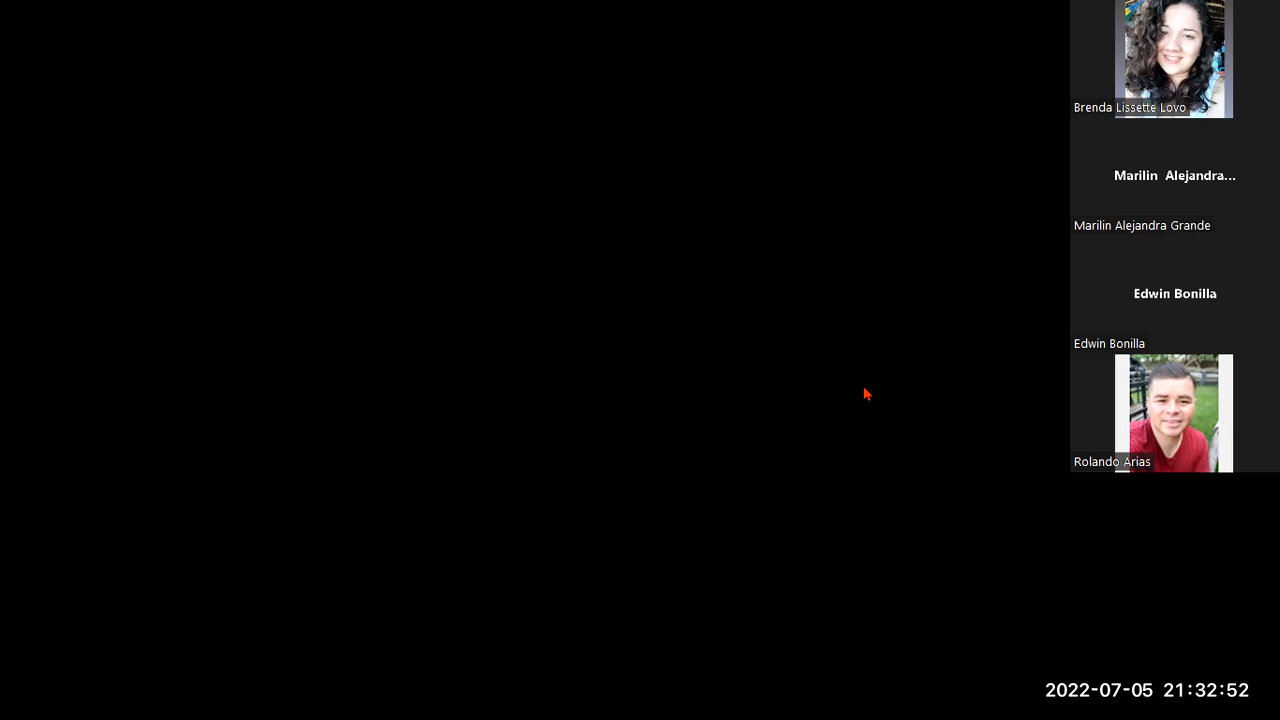 Brenda Lissette Lovo
Marilin Alejandra...
Marilin Alejandra Grande
Edwin Bonilla
Edwin Bonilla
Rolando Arias
2022-07-05 21:32:52